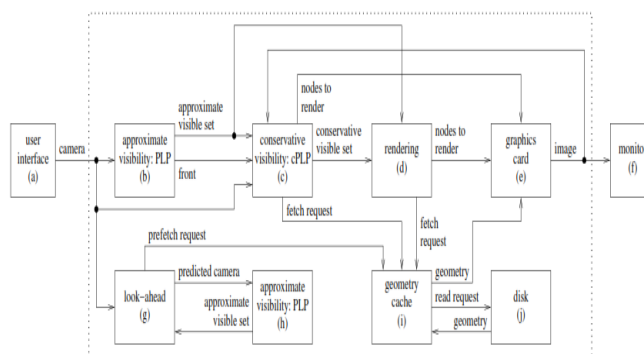 nodes to
render
approximate
visible set
user
interface
(a)
camera
approximate
visibility: PLP
(b)
front
conservative
visibility: cPLP
(c)
conservative
visible set
rendering
(d)
nodes to
render
graphics
card
(e)
image
monito
(f)
fetch request
fetch
request
prefetch request
look-ahead
(g)
predicted camera
approximate
visible set
approximate
visibility: PLP
(h)
geometry
cache
(i)
geometry
read request
geometry
disk
(j)